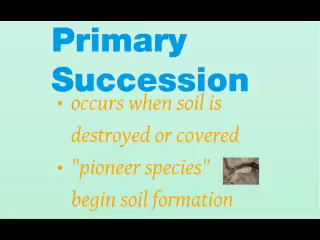 Primary
Succession
• occurs when soil is
destroyed or covered
• "pioneer species"
begin soil formation